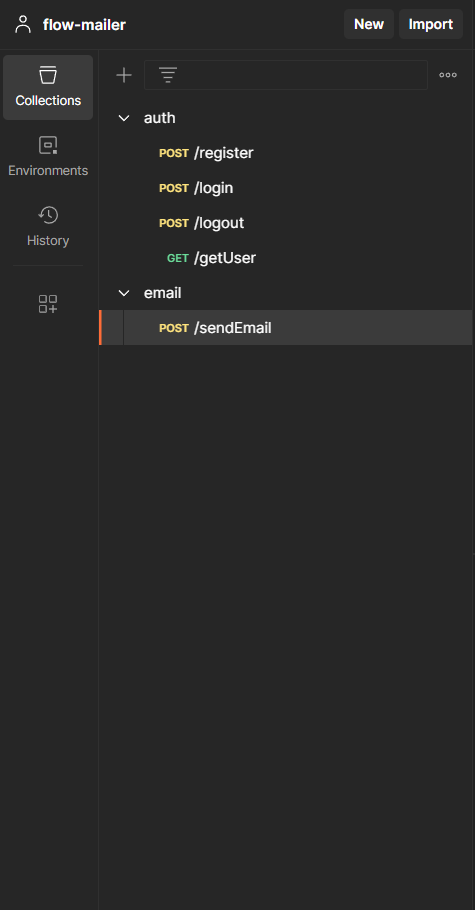 flow-mailer New Import
Collections
Environments
History
auth
POST /register
POST /login
POST /logout
GET /getUser
email
POST /sendEmail